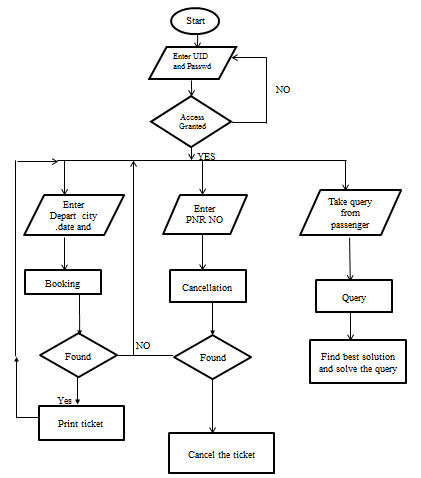 Start
Enter UID
and Passwd
NO
Access
Granted
YES
Enter
Depart city
,date and
Enter
PNR NO
Take query
from
passenger
Booking
Cancellation
Query
NO
Found
Found
Find best solution
and solve the query
Yes
Print ticket
Cancel the ticket